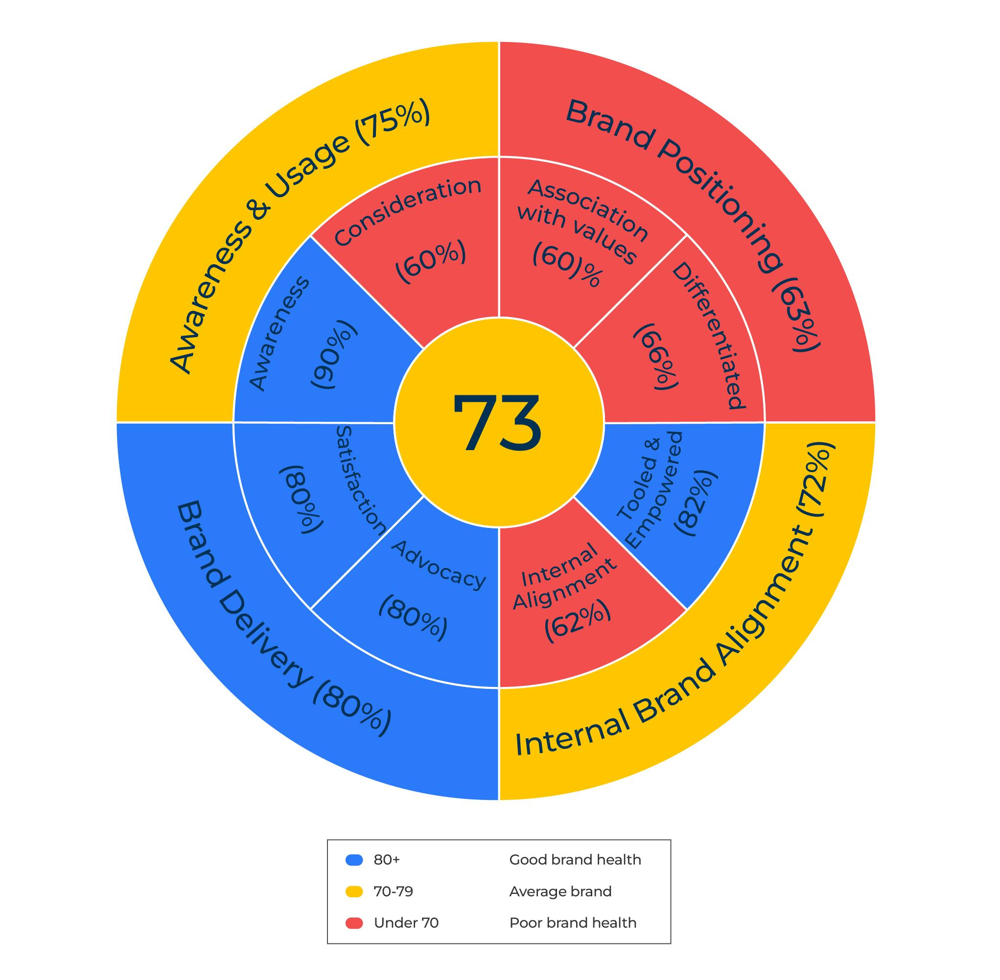 Awareness & Usage (75%)
Brand Positioning (63%)
Consideration
(60%)
Association
with values
(60)%
Awareness
(90%)
Differentiated
(66%)
73
Satisfaction
(80%)
Tooled &
Empowered
(82%)
Advocacy
(80%)
Internal
Alignment
(62%)
Brand Delivery (80%)
Internal Brand Alignment (72%)
80+ Good brand health
70-79 Average brand
Under 70 Poor brand health